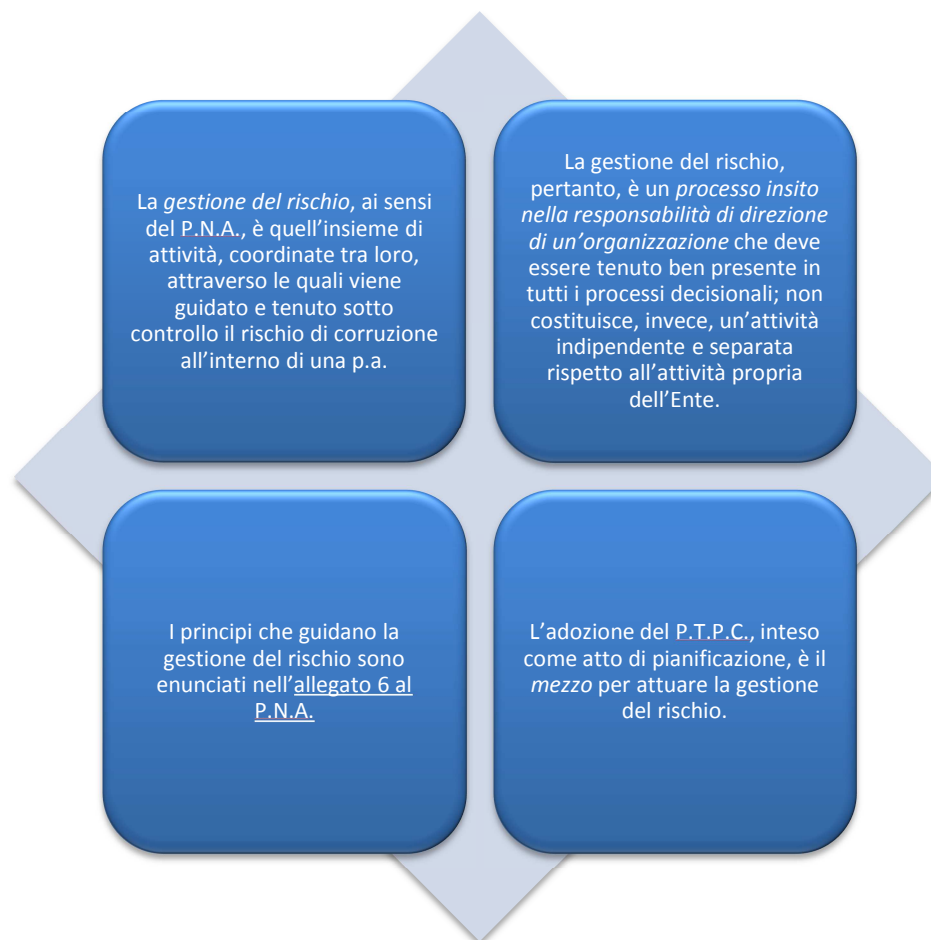 La gestione del rischio, ai sensi
del P.N.A., è quell’insieme di
attività, coordinate tra loro,
attraverso le quali viene
guidato e tenuto sotto
controllo il rischio di corruzione
all’interno di una p.a.
La gestione del rischio,
pertanto, è un processo insito
nella responsabilità di direzione
di un’organizzazione che deve
essere tenuto ben presente in
tutti i processi decisionali; non
costituisce, invece, un’attività
indipendente e separata
rispetto all’attività propria
dell’Ente.
I principi che guidano la
gestione del rischio sono
enunciati nell’allegato 6 al
P.N.A.
L’adozione del P.T.P.C., inteso
come atto di pianificazione, è il
mezzo per attuare la gestione
del rischio.